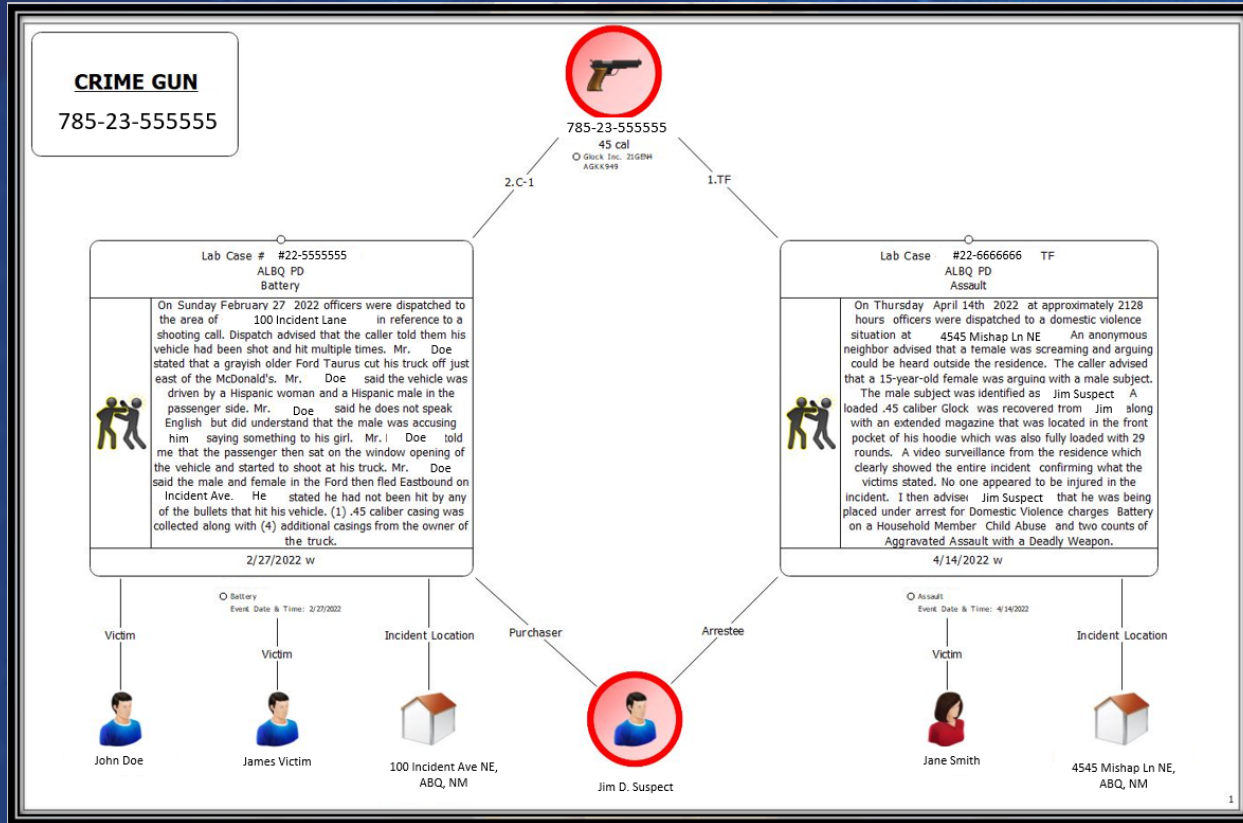 CRIME GUN
785-23-555555
785-23-555555
45 cal
Glock Inc. 21GEN4
AGKK949
2.C-1
1.TF
Lab Case # #22-5555555
ALBQ PD
Battery
On Sunday February 27 2022 officers were dispatched to
the area of 100 Incident Lane in reference to a
shooting call. Dispatch advised that the caller told them his
vehicle had been shot and hit multiple times. Mr. Doe
stated that a grayish older Ford Taurus cut his truck off just
east of the McDonald's. Mr. Doe said the vehicle was
driven by a Hispanic woman and a Hispanic male in the
passenger side. Mr. Doe said he does not speak
English but did understand that the male was accusing
him saying something to his girl. Mr. Doe told
me that the passenger then sat on the window opening of
the vehicle and started to shoot at his truck. Mr. Doe
said the male and female in the Ford then fled Eastbound on
Incident Ave. He stated he had not been hit by any
of the bullets that hit his vehicle. (1) .45 caliber casing was
collected along with (4) additional casings from the owner of
the truck.
2/27/2022 w
Lab Case #22-6666666 TF
ALBQ PD
Assault
On Thursday April 14th 2022 at approximately 2128
hours officers were dispatched to a domestic violence
situation at 4545 Mishap Ln NE An anonymous
neighbor advised that a female was screaming and arguing
could be heard outside the residence. The caller advised
that a 15-year-old female was arguing with a male subject.
The male subject was identified as Jim Suspect A
loaded .45 caliber Glock was recovered from Jim along
with an extended magazine that was located in the front
pocket of his hoodie which was also fully loaded with 29
rounds. A video surveillance from the residence which
clearly showed the entire incident confirming what the
victims stated. No one appeared to be injured in the
incident. I then advise Jim Suspect that he was being
placed under arrest for Domestic Violence charges Battery
on a Household Member Child Abuse and two counts of
Aggravated Assault with a Deadly Weapon.
4/14/2022 w
Battery
Event Date & Time: 2/27/2022
Assault
Event Date & Time: 4/14/2022
Victim
Victim
Incident Location
Purchaser
Arrestee
Victim
Incident Location
John Doe
James Victim
100 Incident Ave NE,
ABQ, NM
Jim D. Suspect
Jane Smith
4545 Mishap Ln NE,
ABQ, NM
1